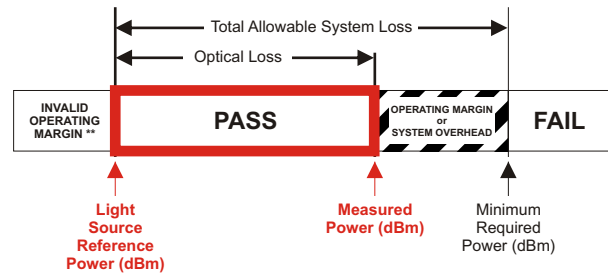 Total Allowable System Loss
Optical Loss
INVALID
OPERATING
MARGIN **
PASS
OPERATING MARGIN
or
SYSTEM OVERHEAD
FAIL
Light
Source
Reference
Power (dBm)
Measured
Power (dBm)
Minimum
Required
Power (dBm)